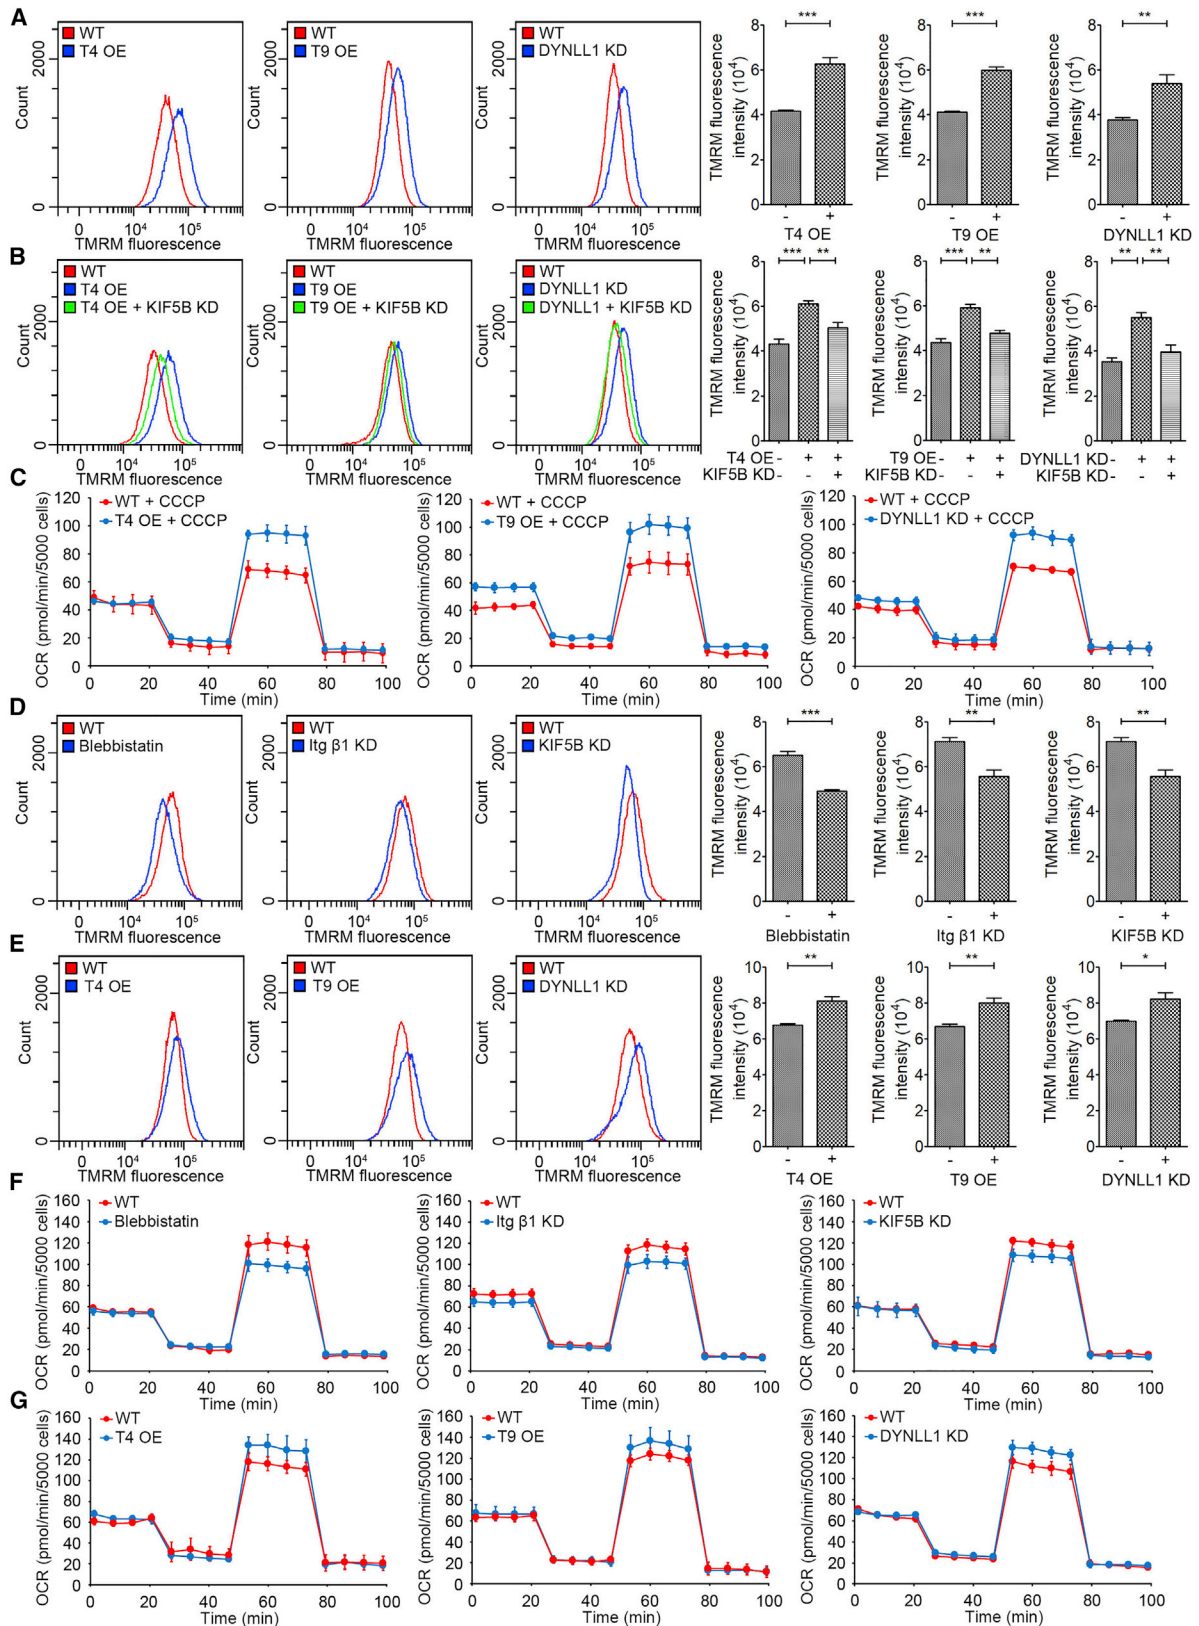 A
WT
T4 OE
Count
2000
0
0 10⁴ 10⁵
TMRM fluorescence
WT
T9 OE
Count
2000
0
0 10⁴ 10⁵
TMRM fluorescence
WT
DYNLL1 KD
Count
2000
0
0 10⁴ 10⁵
TMRM fluorescence
TMRM fluorescence
intensity (10⁴)
8
6
4
2
0
***
- +
T4 OE
TMRM fluorescence
intensity (10⁴)
8
6
4
2
0
***
- +
T9 OE
TMRM fluorescence
intensity (10⁴)
8
6
4
2
0
**
- +
DYNLL1 KD
B
WT
T4 OE
T4 OE + KIF5B KD
Count
2000
0
0 10⁴ 10⁵
TMRM fluorescence
WT
T9 OE
T9 OE + KIF5B KD
Count
2000
0
0 10⁴ 10⁵
TMRM fluorescence
WT
DYNLL1 KD
DYNLL1 + KIF5B KD
Count
2000
0
0 10⁴ 10⁵
TMRM fluorescence
TMRM fluorescence
intensity (10⁴)
8
6
4
2
0
*** **
T4 OE - + +
KIF5B KD - - +
TMRM fluorescence
intensity (10⁴)
8
6
4
2
0
*** **
T9 OE - + +
KIF5B KD - - +
TMRM fluorescence
intensity (10⁴)
8
6
4
2
0
** **
DYNLL1 KD - + +
KIF5B KD - - +
C
WT + CCCP
T4 OE + CCCP
OCR (pmol/min/5000 cells)
120
100
80
60
40
20
0
0 20 40 60 80 100
Time (min)
WT + CCCP
T9 OE + CCCP
OCR (pmol/min/5000 cells)
120
100
80
60
40
20
0
0 20 40 60 80 100
Time (min)
WT + CCCP
DYNLL1 KD + CCCP
OCR (pmol/min/5000 cells)
120
100
80
60
40
20
0
0 20 40 60 80 100
Time (min)
D
WT
Blebbistatin
Count
2000
0
0 10⁴ 10⁵
TMRM fluorescence
WT
Itg β1 KD
Count
2000
0
0 10⁴ 10⁵
TMRM fluorescence
WT
KIF5B KD
Count
2000
0
0 10⁴ 10⁵
TMRM fluorescence
TMRM fluorescence
intensity (10⁴)
8
6
4
2
0
***
- +
Blebbistatin
TMRM fluorescence
intensity (10⁴)
8
6
4
2
0
**
- +
Itg β1 KD
TMRM fluorescence
intensity (10⁴)
8
6
4
2
0
**
- +
KIF5B KD
E
WT
T4 OE
Count
2000
0
0 10⁴ 10⁵
TMRM fluorescence
WT
T9 OE
Count
2000
0
0 10⁴ 10⁵
TMRM fluorescence
WT
DYNLL1 KD
Count
2000
0
0 10⁴ 10⁵
TMRM fluorescence
TMRM fluorescence
intensity (10⁴)
10
8
6
4
2
0
**
- +
T4 OE
TMRM fluorescence
intensity (10⁴)
10
8
6
4
2
0
**
- +
T9 OE
TMRM fluorescence
intensity (10⁴)
10
8
6
4
2
0
*
- +
DYNLL1 KD
F
WT
Blebbistatin
OCR (pmol/min/5000 cells)
160
140
120
100
80
60
40
20
0
0 20 40 60 80 100
Time (min)
WT
Itg β1 KD
OCR (pmol/min/5000 cells)
160
140
120
100
80
60
40
20
0
0 20 40 60 80 100
Time (min)
WT
KIF5B KD
OCR (pmol/min/5000 cells)
160
140
120
100
80
60
40
20
0
0 20 40 60 80 100
Time (min)
G
WT
T4 OE
OCR (pmol/min/5000 cells)
160
140
120
100
80
60
40
20
0
0 20 40 60 80 100
Time (min)
WT
T9 OE
OCR (pmol/min/5000 cells)
160
140
120
100
80
60
40
20
0
0 20 40 60 80 100
Time (min)
WT
DYNLL1 KD
OCR (pmol/min/5000 cells)
160
140
120
100
80
60
40
20
0
0 20 40 60 80 100
Time (min)